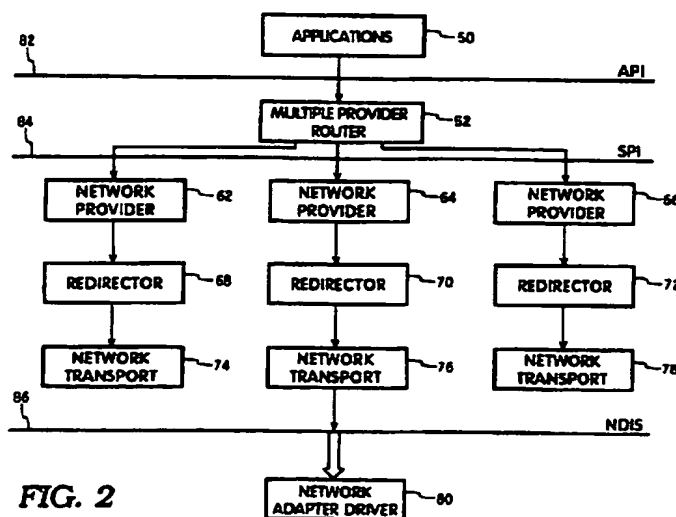 82
APPLICATIONS
50
API
84
MULTIPLE PROVIDER
ROUTER
52
SPI
NETWORK
PROVIDER
62
NETWORK
PROVIDER
64
NETWORK
PROVIDER
66
REDIRECTOR
68
REDIRECTOR
70
REDIRECTOR
72
NETWORK
TRANSPORT
74
NETWORK
TRANSPORT
76
NETWORK
TRANSPORT
78
86
NDIS
FIG. 2
NETWORK
ADAPTER DRIVER
80